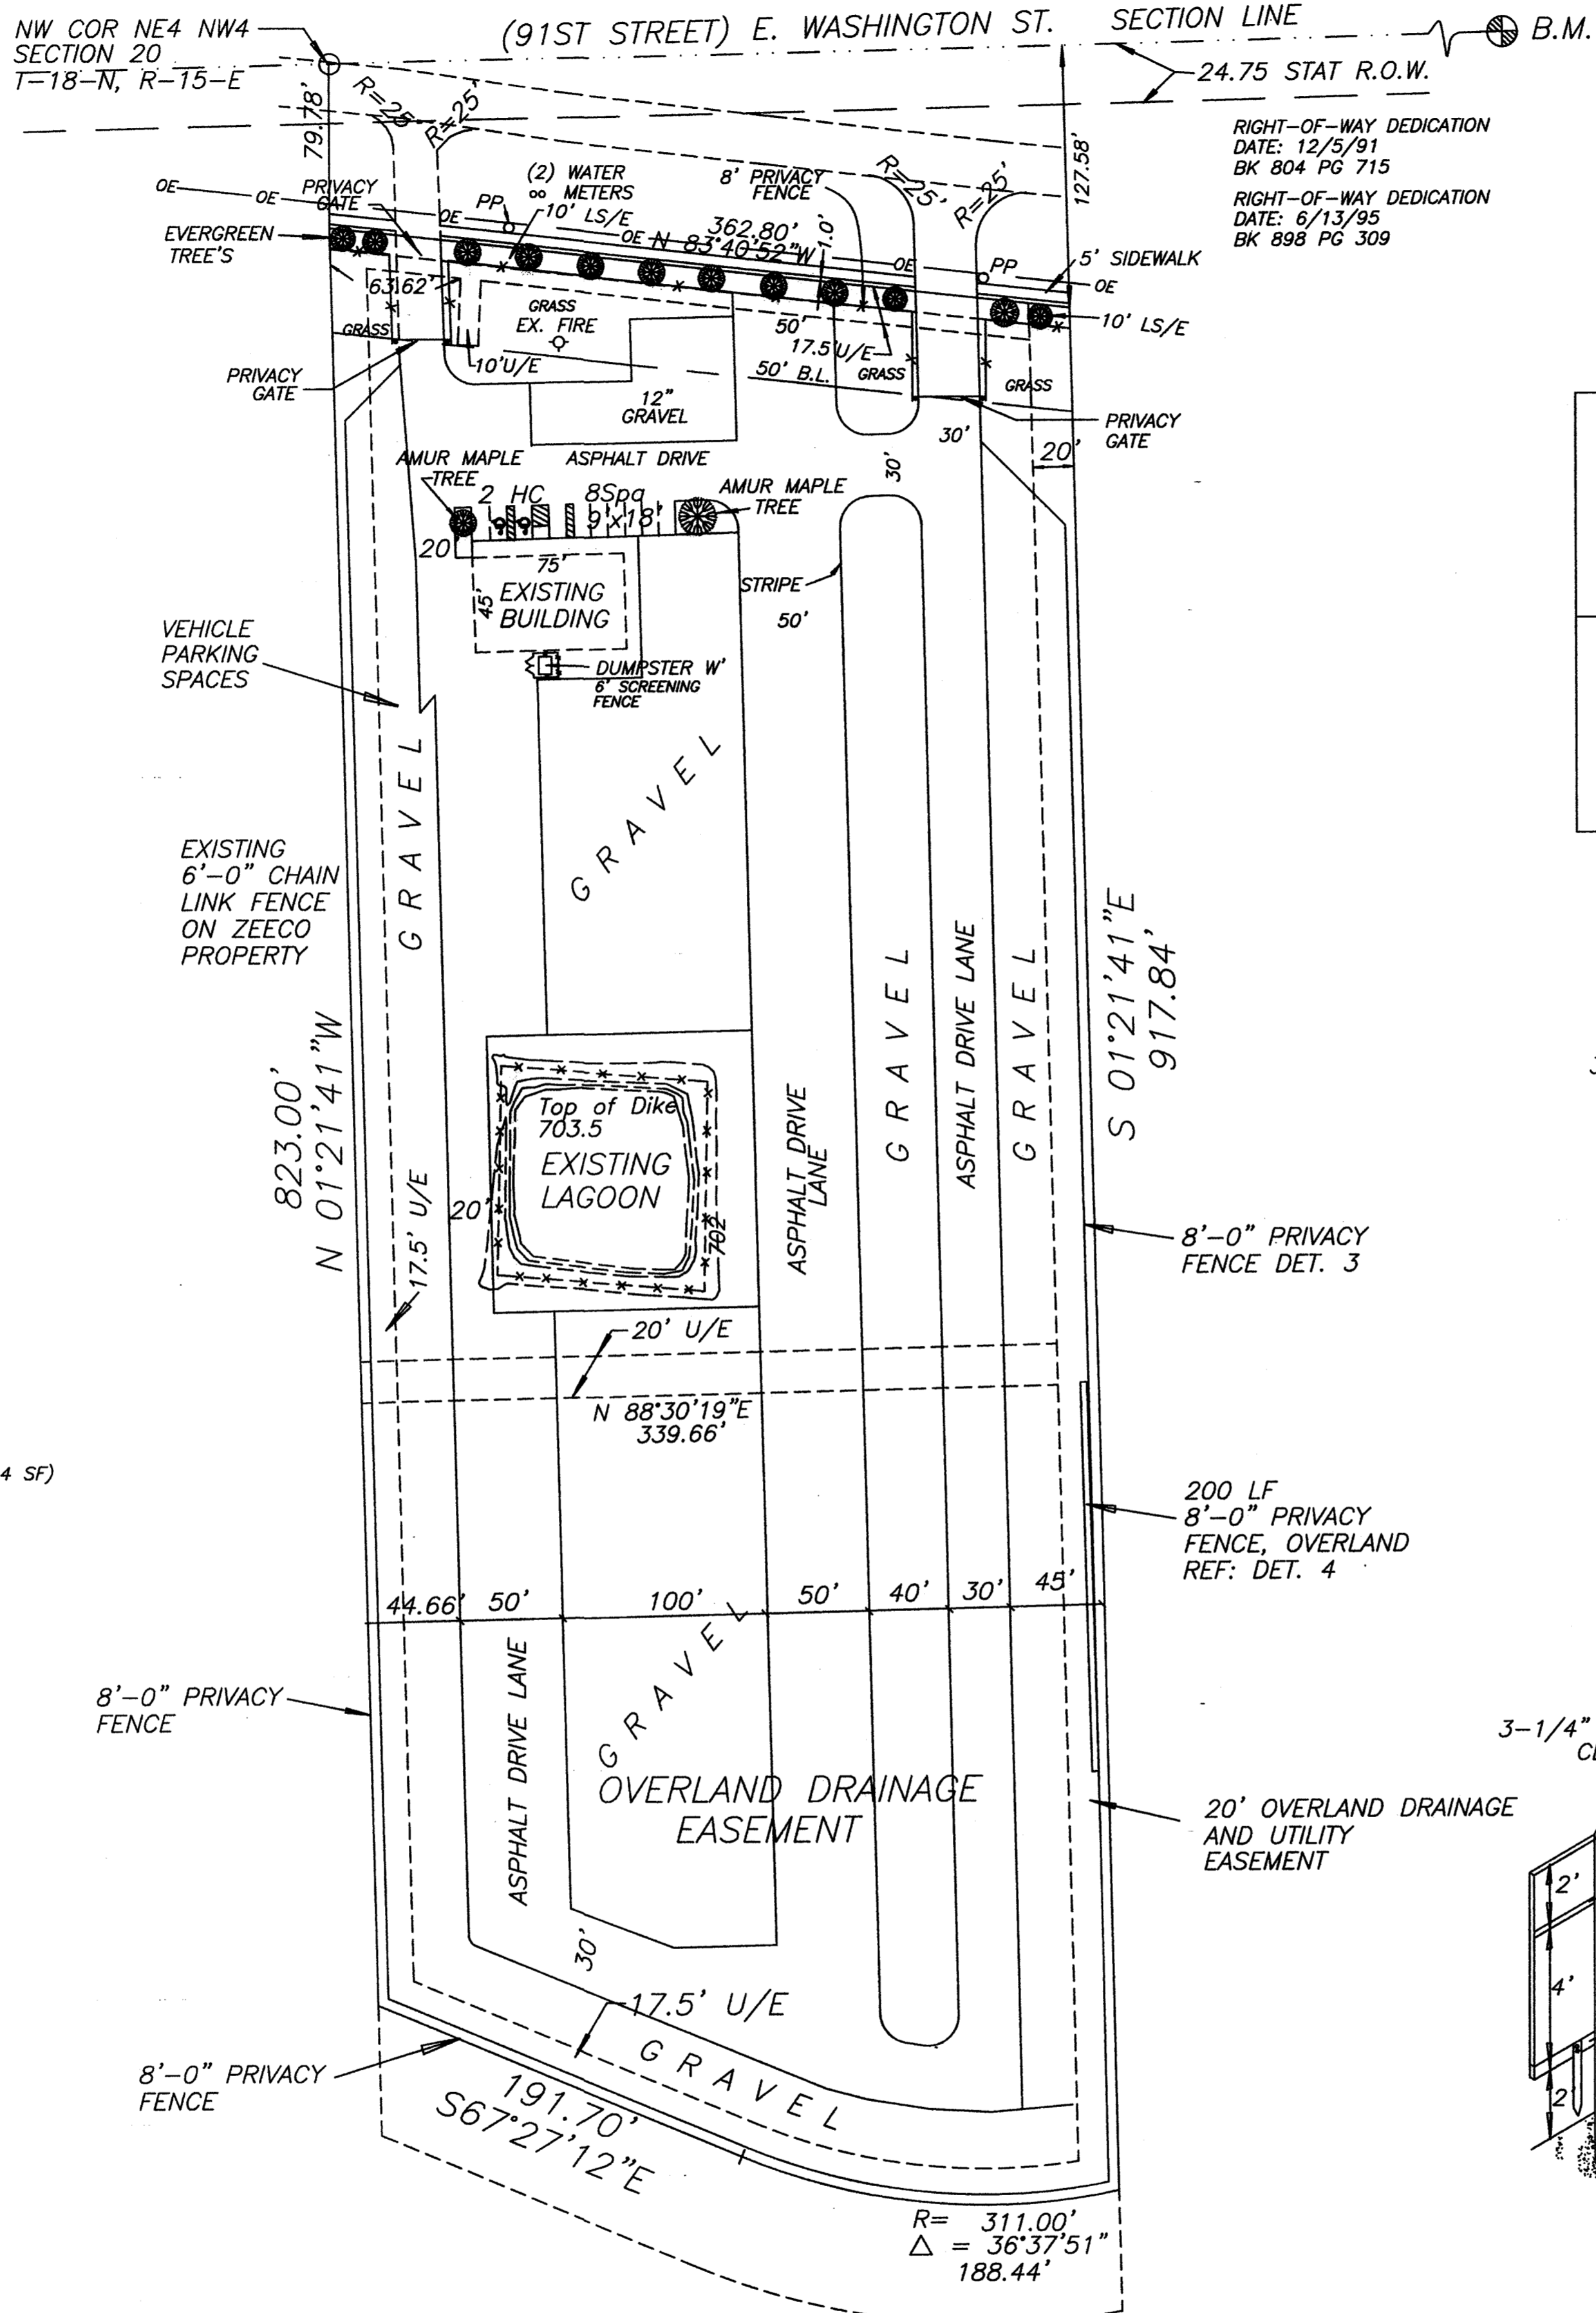 NW COR NE4 NW4
SECTION 20
T-18-N, R-15-E
(91ST STREET) E. WASHINGTON ST.
SECTION LINE
B.M.
24.75 STAT R.O.W.
79.78'
R=25'
R=25'
RIGHT-OF-WAY DEDICATION
DATE: 12/5/91
BK 804 PG 715
RIGHT-OF-WAY DEDICATION
DATE: 6/13/95
BK 898 PG 309
127.58'
R=25'
R=25'
8' PRIVACY
FENCE
(2) WATER
METERS
OE
OE
PRIVACY
GATE
OE
PP
10' LS/E
362.80'
OE N 83°40'52"W
1.0'
OE
PP
OE
5' SIDEWALK
EVERGREEN
TREE'S
63.62'
GRASS
GRASS
EX. FIRE
10'U/E
50'
17.5'U/E
50' B.L.
GRASS
GRASS
10' LS/E
PRIVACY
GATE
12"
GRAVEL
PRIVACY
GATE
30'
20'
30'
AMUR MAPLE
TREE
ASPHALT DRIVE
2 HC
8Spa
9'x18'
AMUR MAPLE
TREE
20'
75'
45'
EXISTING
BUILDING
STRIPE
50'
VEHICLE
PARKING
SPACES
DUMPSTER W'
6' SCREENING
FENCE
GRAVEL
GRAVEL
EXISTING
6'-0" CHAIN
LINK FENCE
ON ZEECO
PROPERTY
823.00'
N 01°21'41"W
17.5' U/E
20'
Top of Dike
703.5
EXISTING
LAGOON
702
ASPHALT DRIVE
LANE
GRAVEL
ASPHALT DRIVE LANE
GRAVEL
S 01°21'41"E
917.84'
8'-0" PRIVACY
FENCE DET. 3
20' U/E
N 88°30'19"E
339.66'
4 SF)
200 LF
8'-0" PRIVACY
FENCE, OVERLAND
REF: DET. 4
44.66'
50'
100'
50'
40'
30'
45'
GRAVEL
ASPHALT DRIVE LANE
8'-0" PRIVACY
FENCE
OVERLAND DRAINAGE
EASEMENT
20' OVERLAND DRAINAGE
AND UTILITY
EASEMENT
3-1/4"
2'
4'
2'
30'
17.5' U/E
GRAVEL
8'-0" PRIVACY
FENCE
191.70'
S67°27'12"E
R= 311.00'
△ = 36°37'51"
188.44'